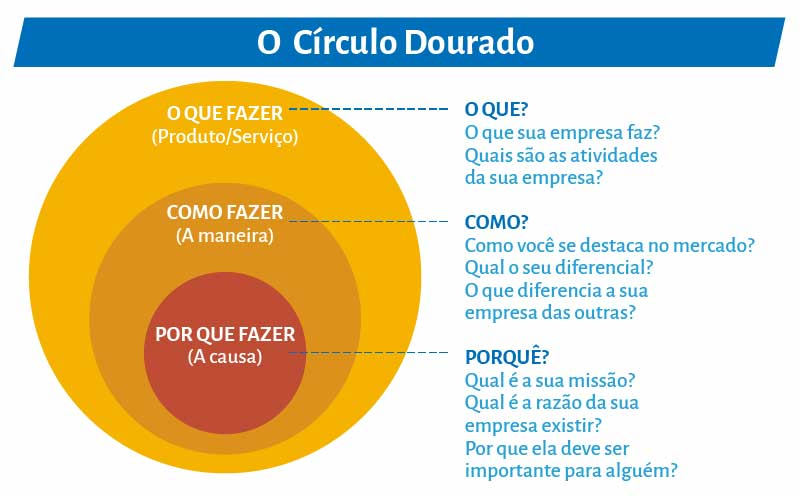 O Círculo Dourado
O QUE FAZER
(Produto/Serviço)
COMO FAZER
(A maneira)
POR QUE FAZER
(A causa)
O QUE?
O que sua empresa faz?
Quais são as atividades
da sua empresa?
COMO?
Como você se destaca no mercado?
Qual o seu diferencial?
O que diferencia a sua
empresa das outras?
PORQUÊ?
Qual é a sua missão?
Qual é a razão da sua
empresa existir?
Por que ela deve ser
importante para alguém?